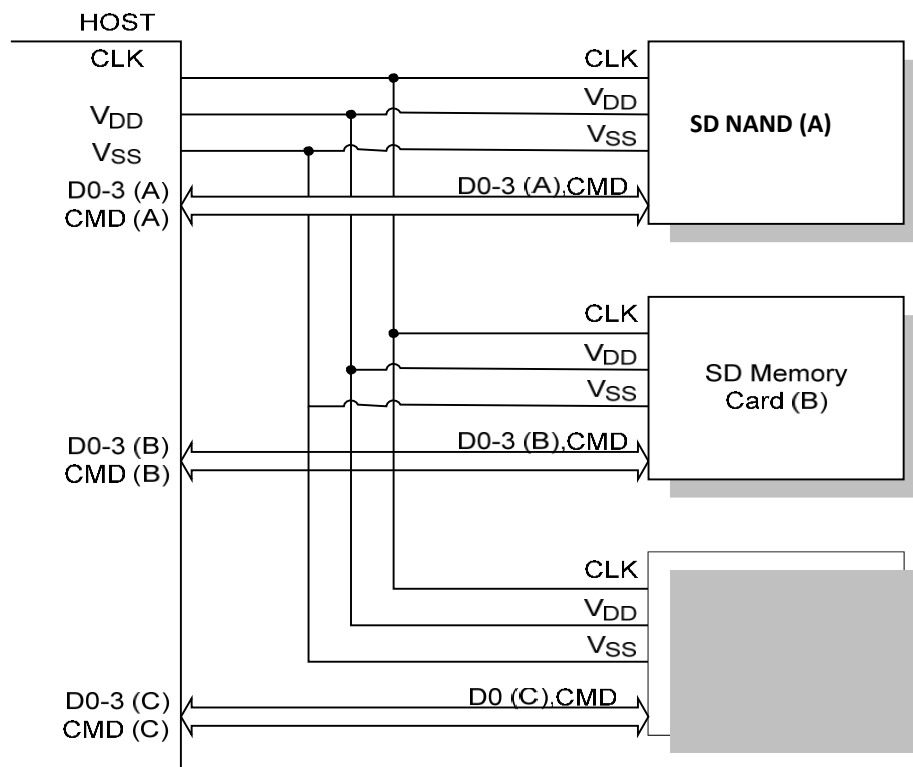 HOST
CLK
VDD
VSS
D0-3 (A)
CMD (A)
CLK
VDD
VSS
D0-3 (A),CMD
SD NAND (A)
D0-3 (B)
CMD (B)
CLK
VDD
VSS
D0-3 (B),CMD
SD Memory
Card (B)
D0-3 (C)
CMD (C)
CLK
VDD
VSS
D0 (C),CMD